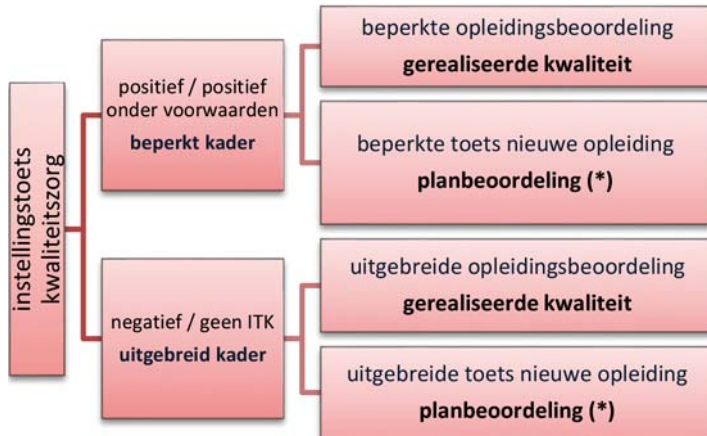 instellingstoets
kwaliteitszorg
positief / positief
onder voorwaarden
beperkt kader
beperkte opleidingsbeoordeling
gerealiseerde kwaliteit
beperkte toets nieuwe opleiding
planbeoordeling (*)
negatief / geen ITK
uitgebreid kader
uitgebreide opleidingsbeoordeling
gerealiseerde kwaliteit
uitgebreide toets nieuwe opleiding
planbeoordeling (*)